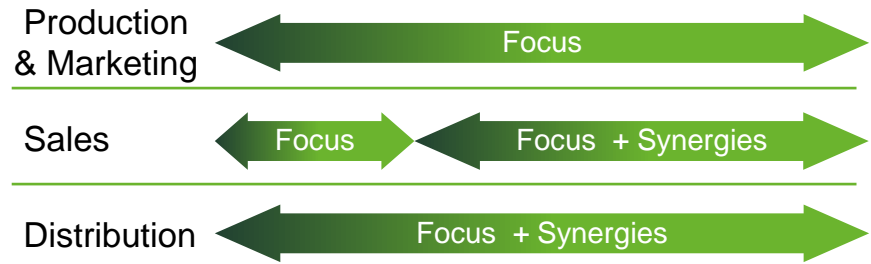 Production
& Marketing
Focus
Sales
Focus
Focus + Synergies
Distribution
Focus + Synergies